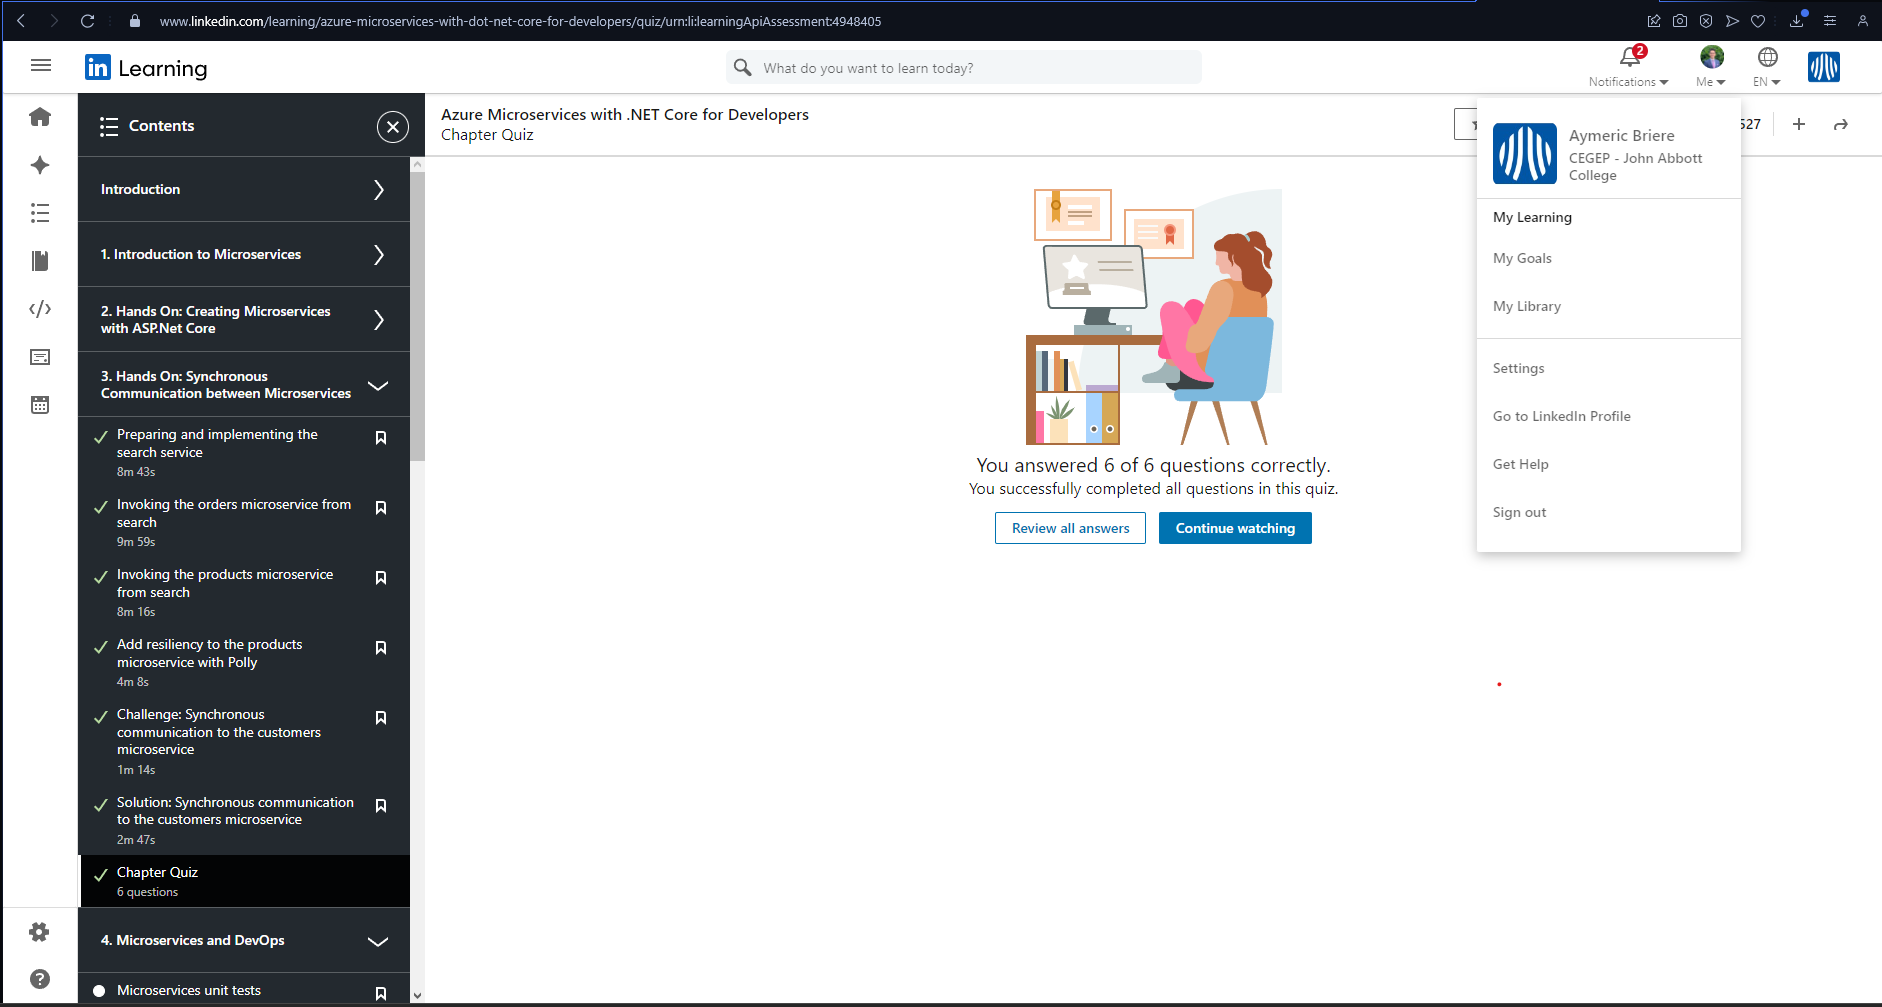 www.linkedin.com/learning/azure-microservices-with-dot-net-core-for-developers/quiz/urn:li:learningApiAssessment:4948405
in Learning
What do you want to learn today?
2
Notifications
Me
EN
Contents
Introduction
1. Introduction to Microservices
2. Hands On: Creating Microservices
with ASP.Net Core
3. Hands On: Synchronous
Communication between Microservices
Preparing and implementing the
search service
8m 43s
Invoking the orders microservice from
search
9m 59s
Invoking the products microservice
from search
8m 16s
Add resiliency to the products
microservice with Polly
4m 8s
Challenge: Synchronous
communication to the customers
microservice
1m 14s
Solution: Synchronous communication
to the customers microservice
2m 47s
Chapter Quiz
6 questions
4. Microservices and DevOps
Microservices unit tests
Azure Microservices with .NET Core for Developers
Chapter Quiz
You answered 6 of 6 questions correctly.
You successfully completed all questions in this quiz.
Review all answers
Continue watching
Aymeric Briere
CEGEP - John Abbott
College
My Learning
My Goals
My Library
Settings
Go to LinkedIn Profile
Get Help
Sign out
527